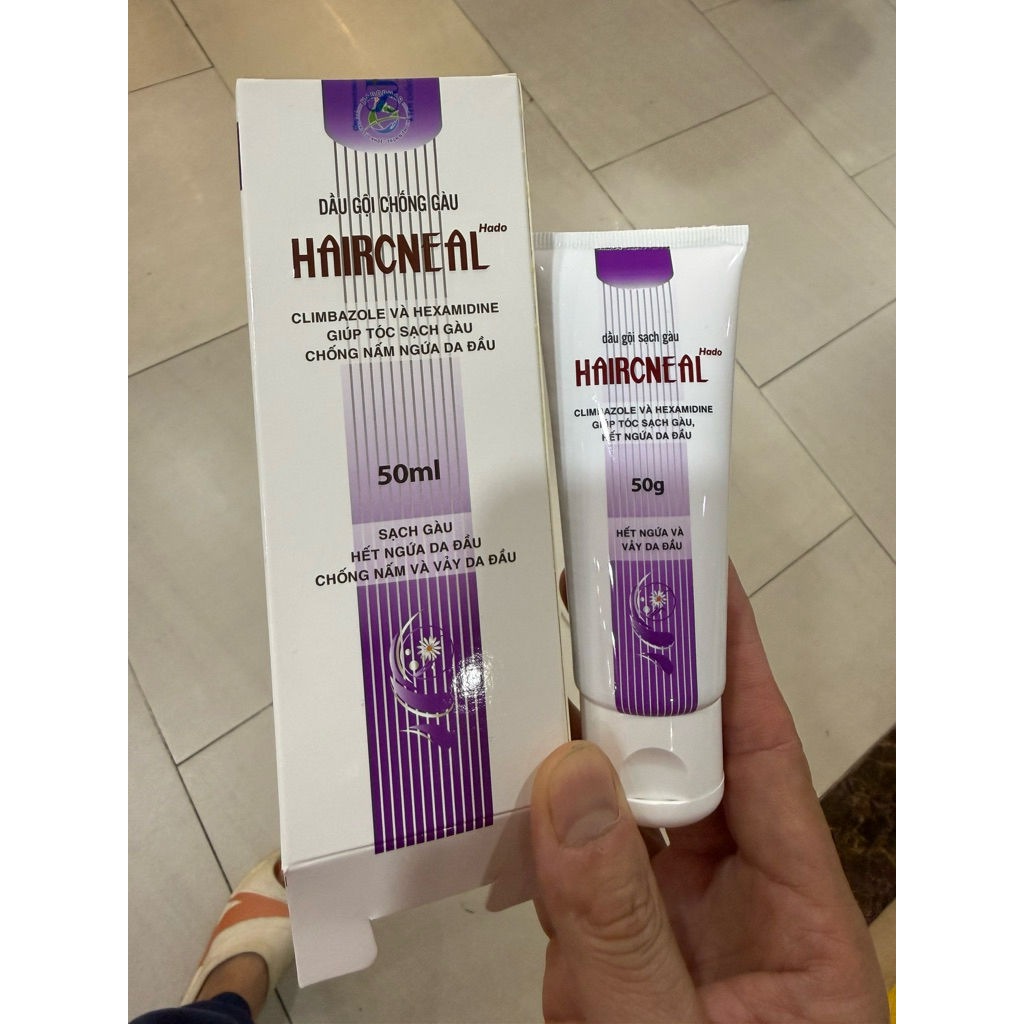 DẦU GỘI CHỐNG GÀU
HAIRCNEAL Hado
CLIMBAZOLE VÀ HEXAMIDINE
GIÚP TÓC SẠCH GÀU
CHỐNG NẤM NGỨA DA ĐẦU
50ml
SẠCH GÀU
HẾT NGỨA DA ĐẦU
CHỐNG NẤM VÀ VẢY DA ĐẦU
dầu gội sạch gàu
HAIRCNEAL Hado
CLIMBAZOLE VÀ HEXAMIDINE
GIÚP TÓC SẠCH GÀU,
HẾT NGỨA DA ĐẦU
50g
HẾT NGỨA VÀ
VẢY DA ĐẦU